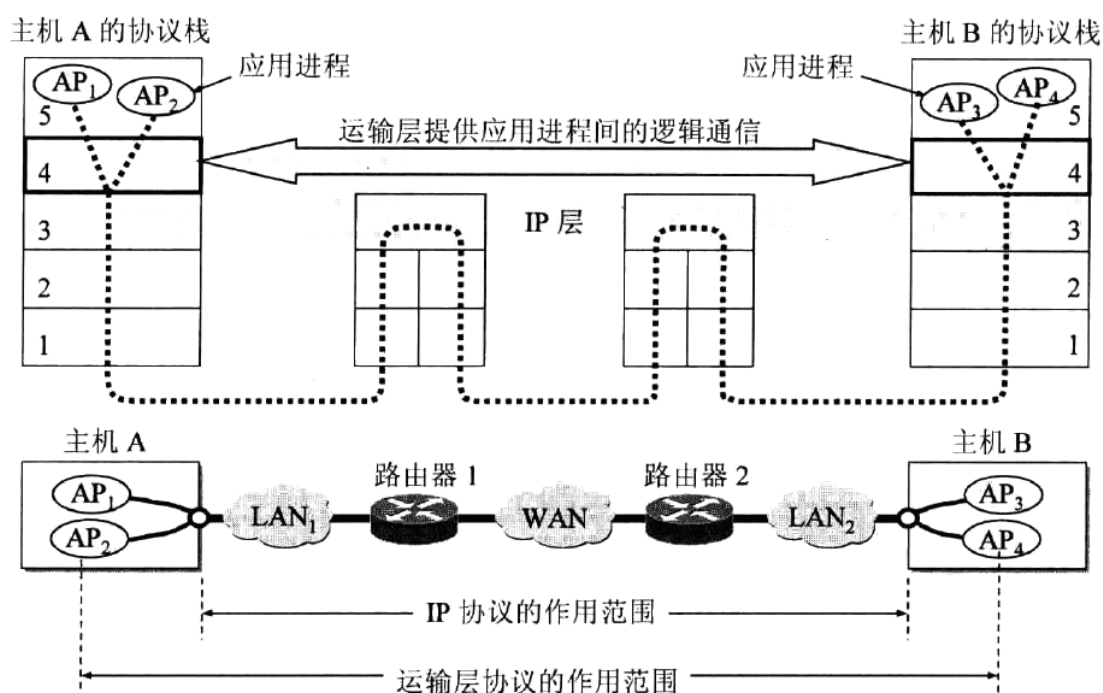 主机 A 的协议栈
主机 B 的协议栈
AP₁
AP₂
应用进程
应用进程
AP₃
AP₄
5
5
运输层提供应用进程间的逻辑通信
4
4
IP 层
3
3
2
2
1
1
主机 A
主机 B
路由器 1
路由器 2
AP₁
AP₂
LAN₁
WAN
LAN₂
AP₃
AP₄
IP 协议的作用范围
运输层协议的作用范围